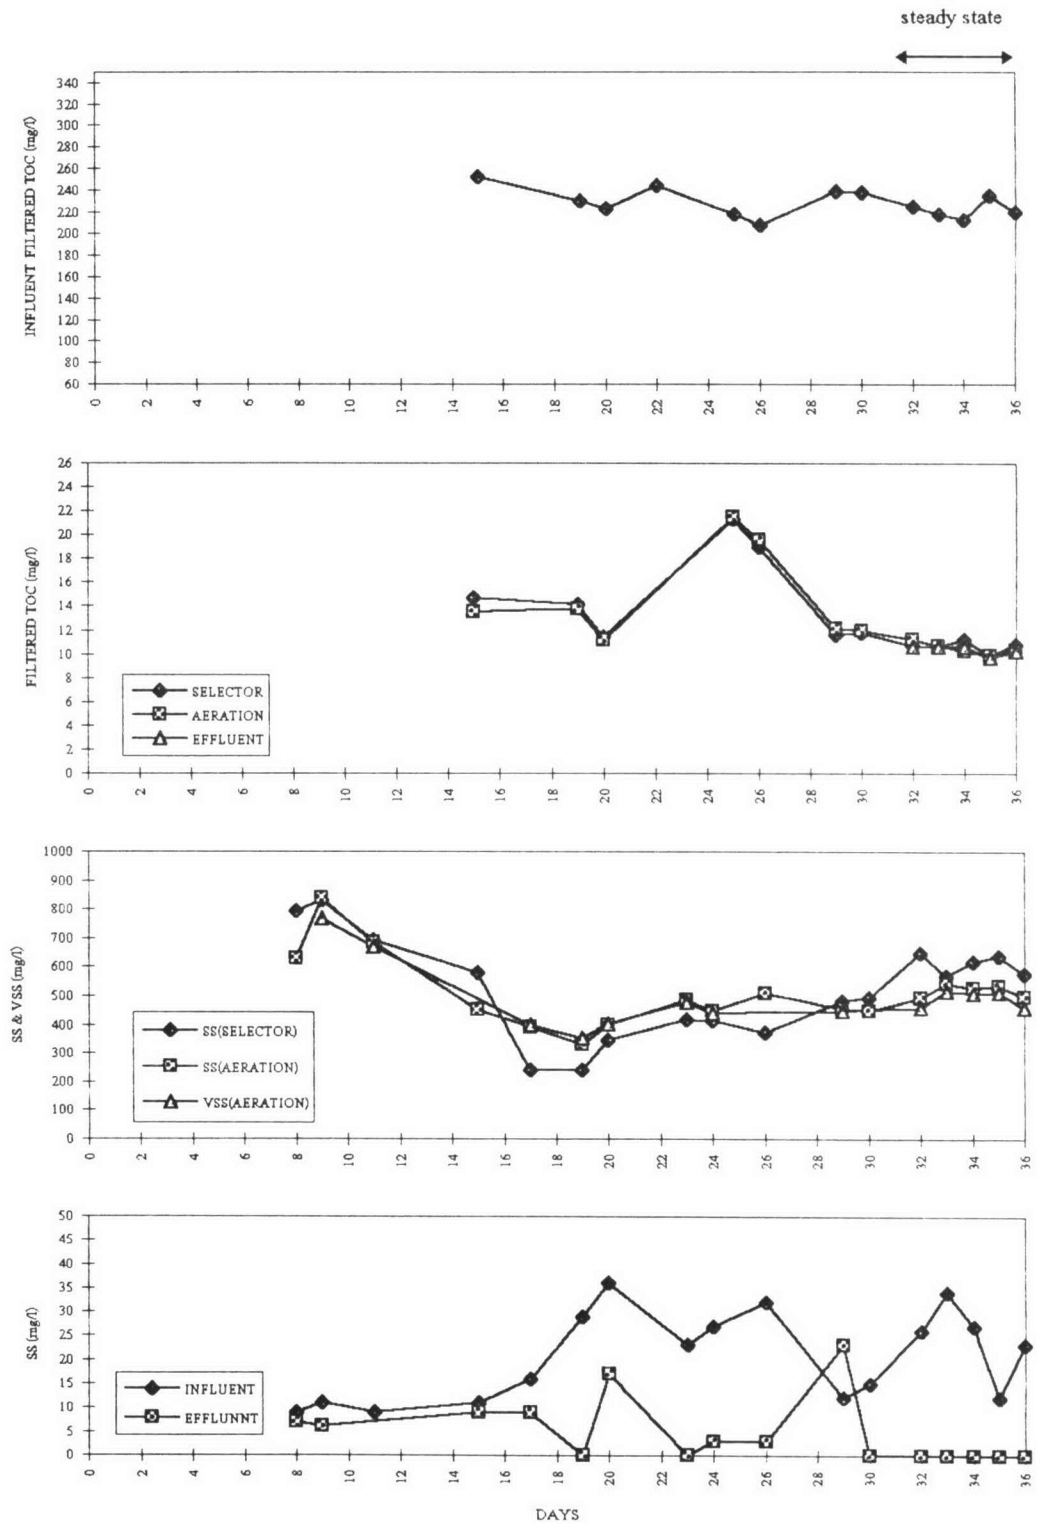 steady state
INFLUENT FILTERED TOC (mg/l)
340
320
300
280
260
240
220
200
180
160
140
120
100
80
60
0 2 4 6 8 10 12 14 16 18 20 22 24 26 28 30 32 34 36
FILTERED TOC (mg/l)
26
24
22
20
18
16
14
12
10
8
6
4
2
0
SELECTOR
AERATION
EFFLUENT
0 2 4 6 8 10 12 14 16 18 20 22 24 26 28 30 32 34 36
SS & VSS (mg/l)
1000
900
800
700
600
500
400
300
200
100
0
SS(SELECTOR)
SS(AERATION)
VSS(AERATION)
0 2 4 6 8 10 12 14 16 18 20 22 24 26 28 30 32 34 36
SS (mg/l)
50
45
40
35
30
25
20
15
10
5
0
INFLUENT
EFFLUNNT
0 2 4 6 8 10 12 14 16 18 20 22 24 26 28 30 32 34 36
DAYS